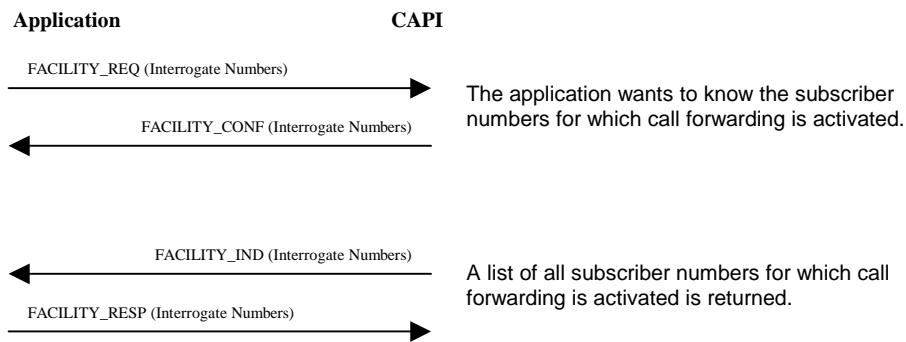 Application CAPI
FACILITY_REQ (Interrogate Numbers)
The application wants to know the subscriber
numbers for which call forwarding is activated.
FACILITY_CONF (Interrogate Numbers)
FACILITY_IND (Interrogate Numbers)
A list of all subscriber numbers for which call
forwarding is activated is returned.
FACILITY_RESP (Interrogate Numbers)